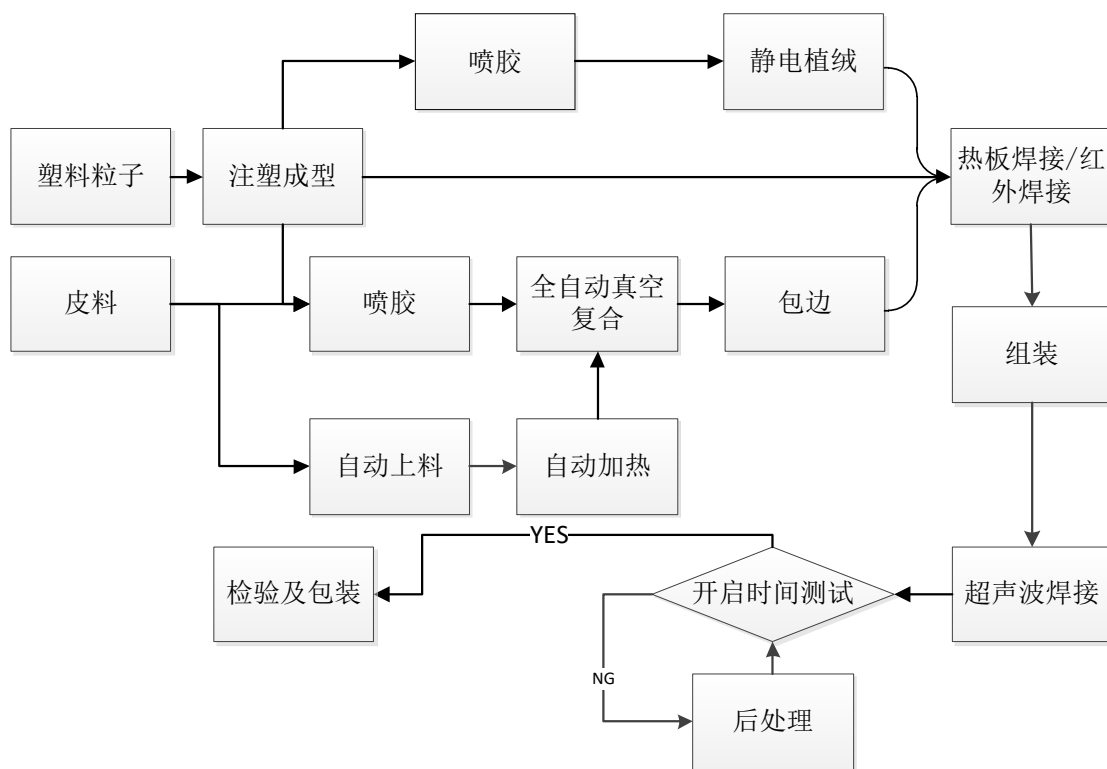 喷胶
静电植绒
塑料粒子
注塑成型
热板焊接/红
外焊接
皮料
喷胶
全自动真空
复合
包边
组装
自动上料
自动加热
YES
检验及包装
开启时间测试
超声波焊接
NG
后处理